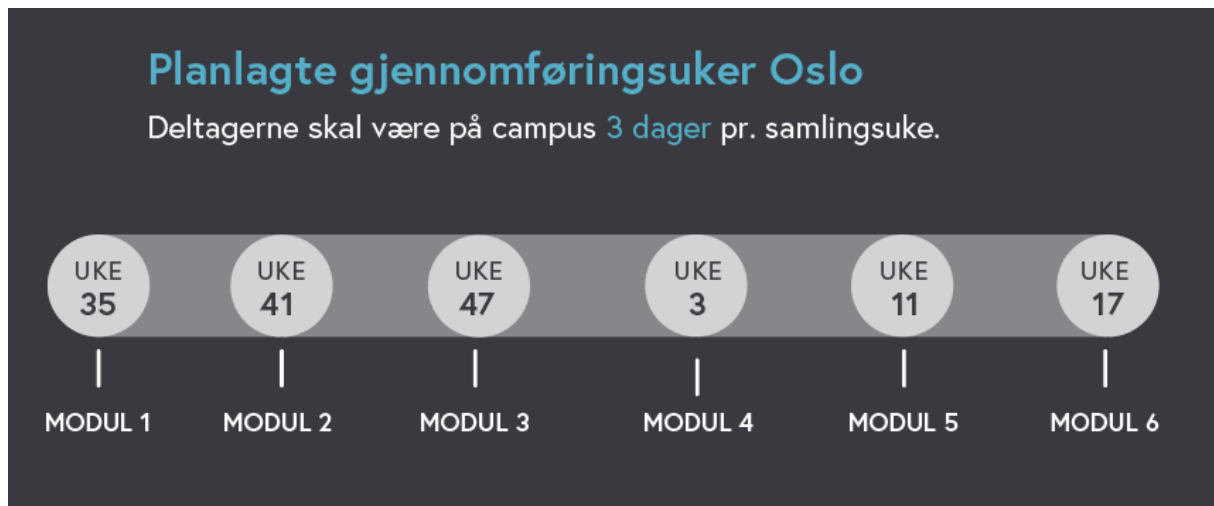 Planlagte gjennomføringsuker Oslo
Deltagerne skal være på campus 3 dager pr. samlingsuke.
UKE 35
UKE 41
UKE 47
UKE 3
UKE 11
UKE 17
MODUL 1
MODUL 2
MODUL 3
MODUL 4
MODUL 5
MODUL 6